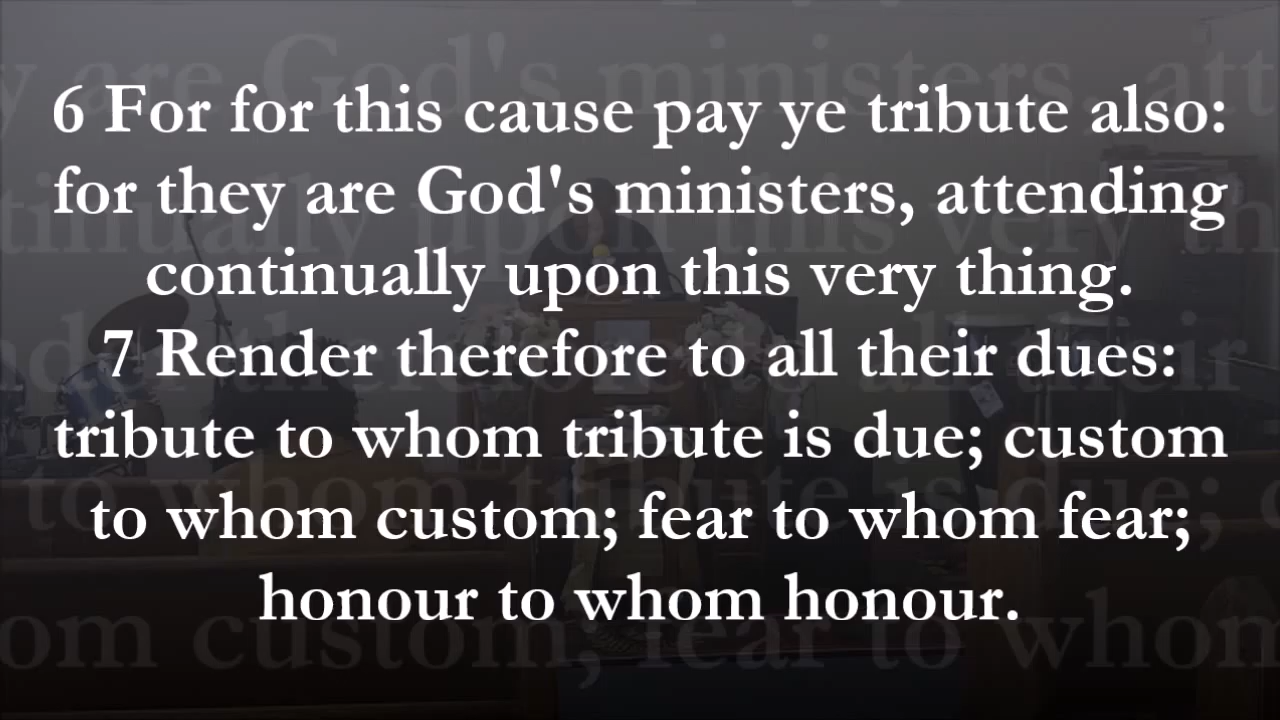 6 For for this cause pay ye tribute also:
for they are God's ministers, attending
continually upon this very thing.
7 Render therefore to all their dues:
tribute to whom tribute is due; custom
to whom custom; fear to whom fear;
honour to whom honour.